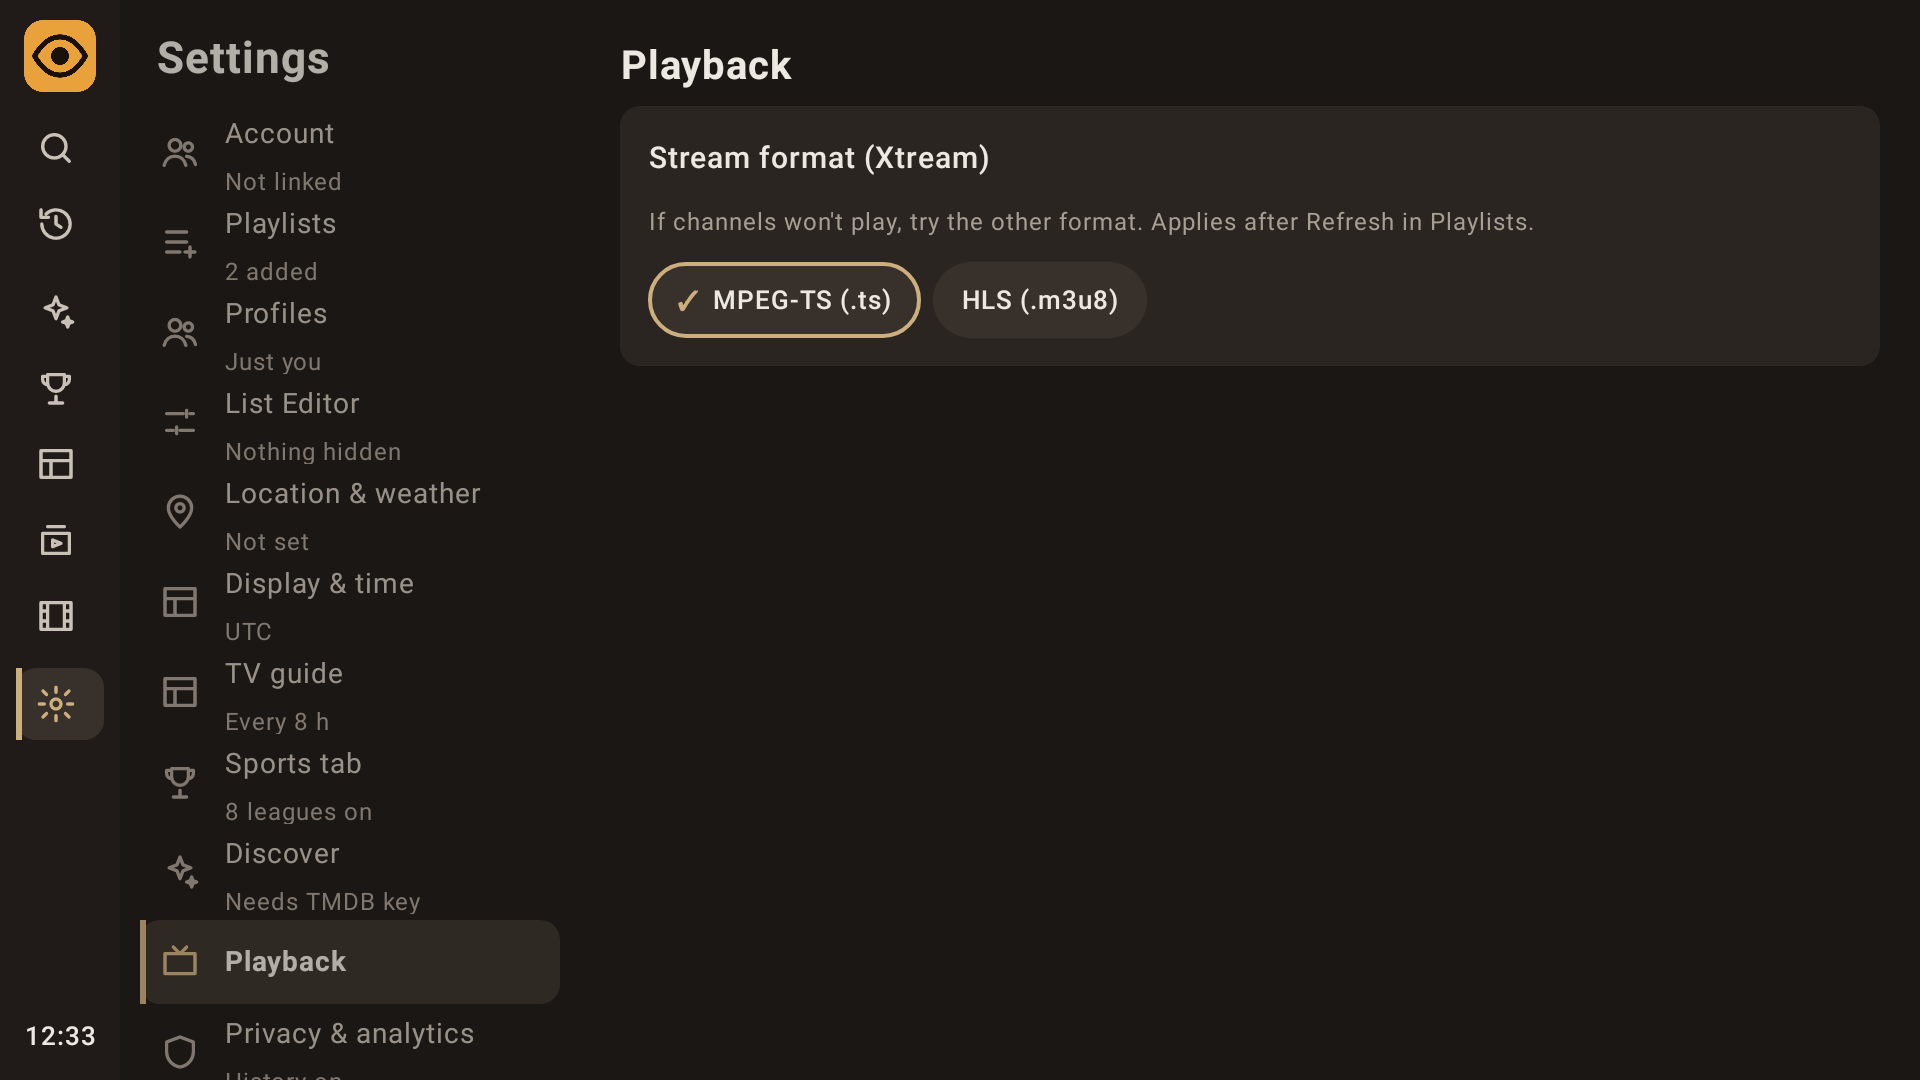 Settings
Account
Not linked
Playlists
2 added
Profiles
Just you
List Editor
Nothing hidden
Location & weather
Not set
Display & time
UTC
TV guide
Every 8 h
Sports tab
8 leagues on
Discover
Needs TMDB key
Playback
Privacy & analytics
History on
12:33
Playback
Stream format (Xtream)
If channels won't play, try the other format. Applies after Refresh in Playlists.
✓ MPEG-TS (.ts)
HLS (.m3u8)